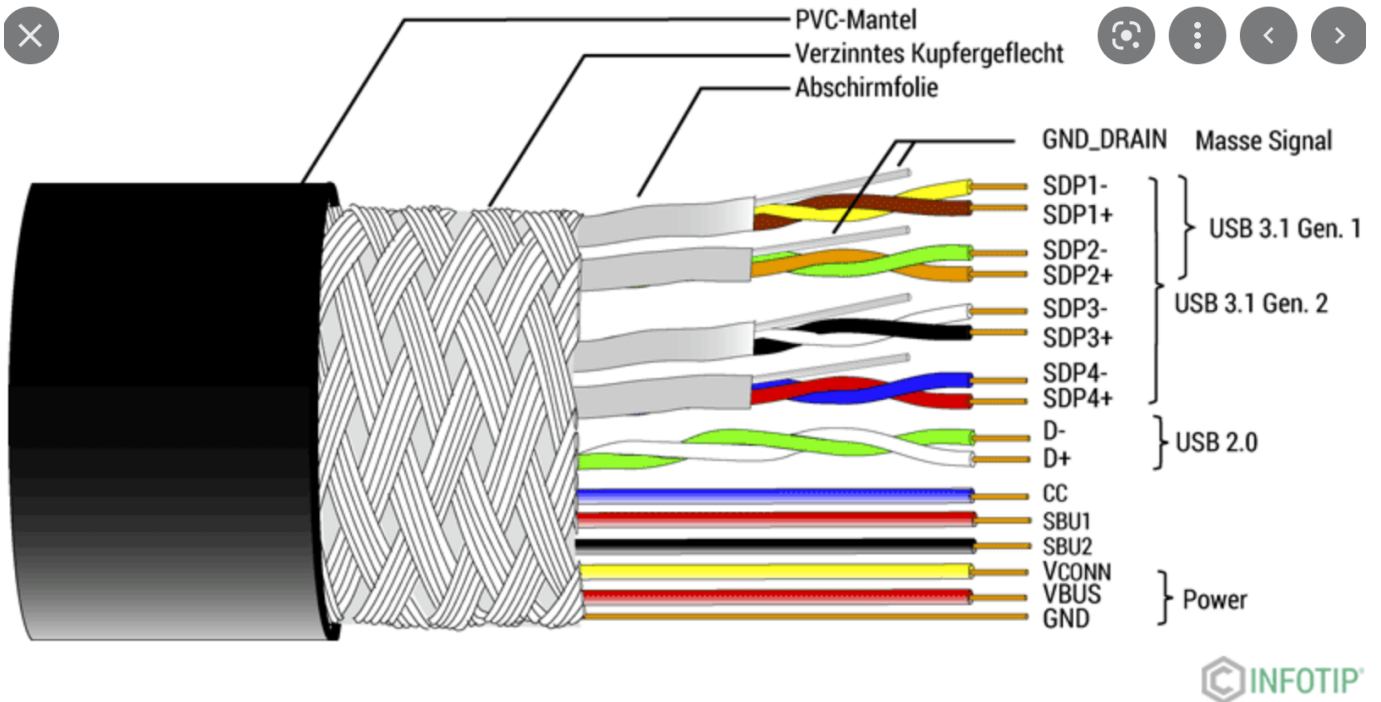 PVC-Mantel
Verzinntes Kupfergeflecht
Abschirmfolie
GND_DRAIN Masse Signal
SDP1-
SDP1+
USB 3.1 Gen. 1
SDP2-
SDP2+
USB 3.1 Gen. 2
SDP3-
SDP3+
SDP4-
SDP4+
D-
D+
USB 2.0
CC
SBU1
SBU2
VCONN
VBUS
GND
Power
INFOTIP®